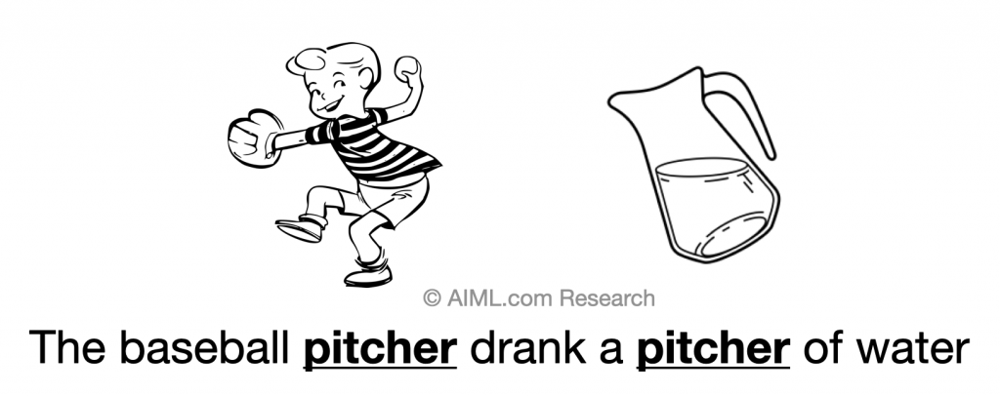 © AIML.com Research
The baseball pitcher drank a pitcher of water